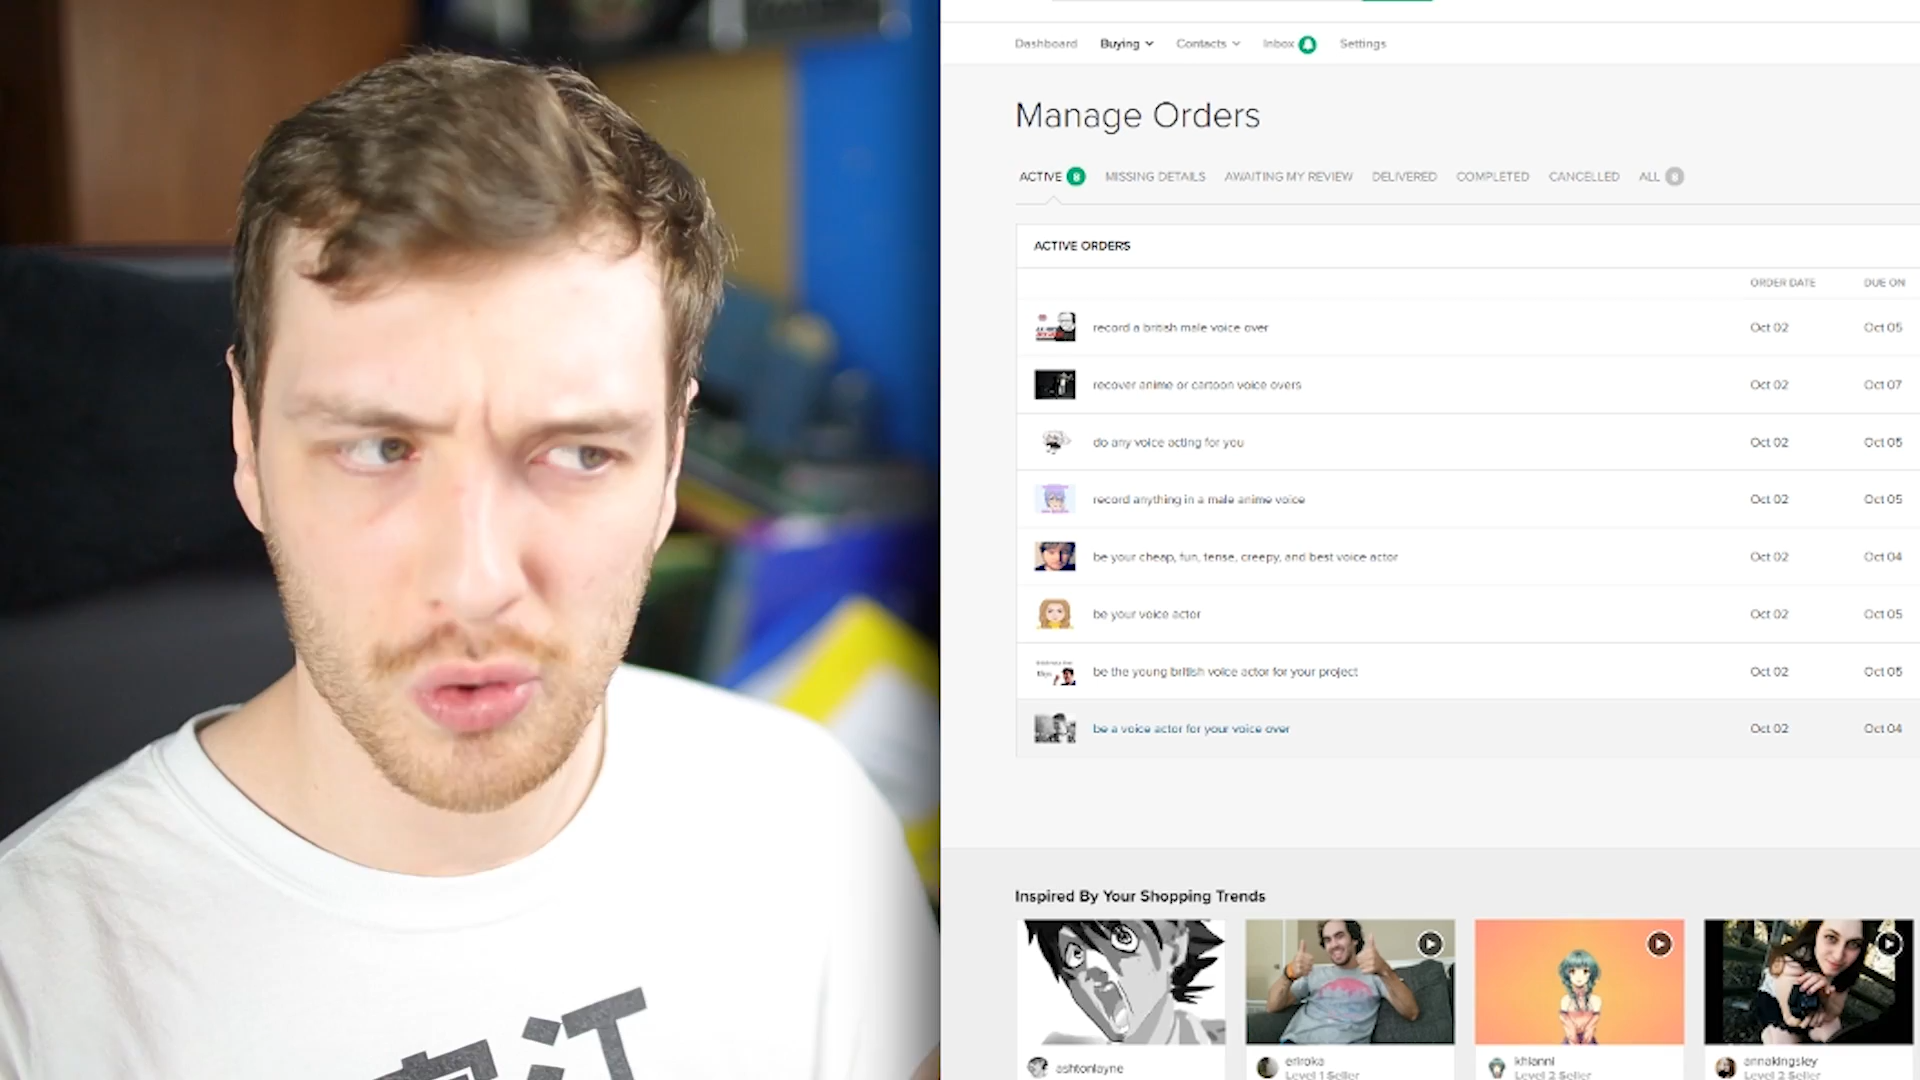 Dashboard Buying Contacts Inbox Settings
Manage Orders
ACTIVE 8 MISSING DETAILS AWAITING MY REVIEW DELIVERED COMPLETED CANCELLED ALL 8
ACTIVE ORDERS
ORDER DATE DUE ON
record a british male voice over Oct 02 Oct 05
recover anime or cartoon voice overs Oct 02 Oct 07
do any voice acting for you Oct 02 Oct 05
record anything in a male anime voice Oct 02 Oct 05
be your cheap, fun, tense, creepy, and best voice actor Oct 02 Oct 04
be your voice actor Oct 02 Oct 05
be the young british voice actor for your project Oct 02 Oct 05
be a voice actor for your voice over Oct 02 Oct 04
Inspired By Your Shopping Trends
ashtonlayne eriroka khianni annakingsley
Level 1 Seller Level 2 Seller Level 2 Seller